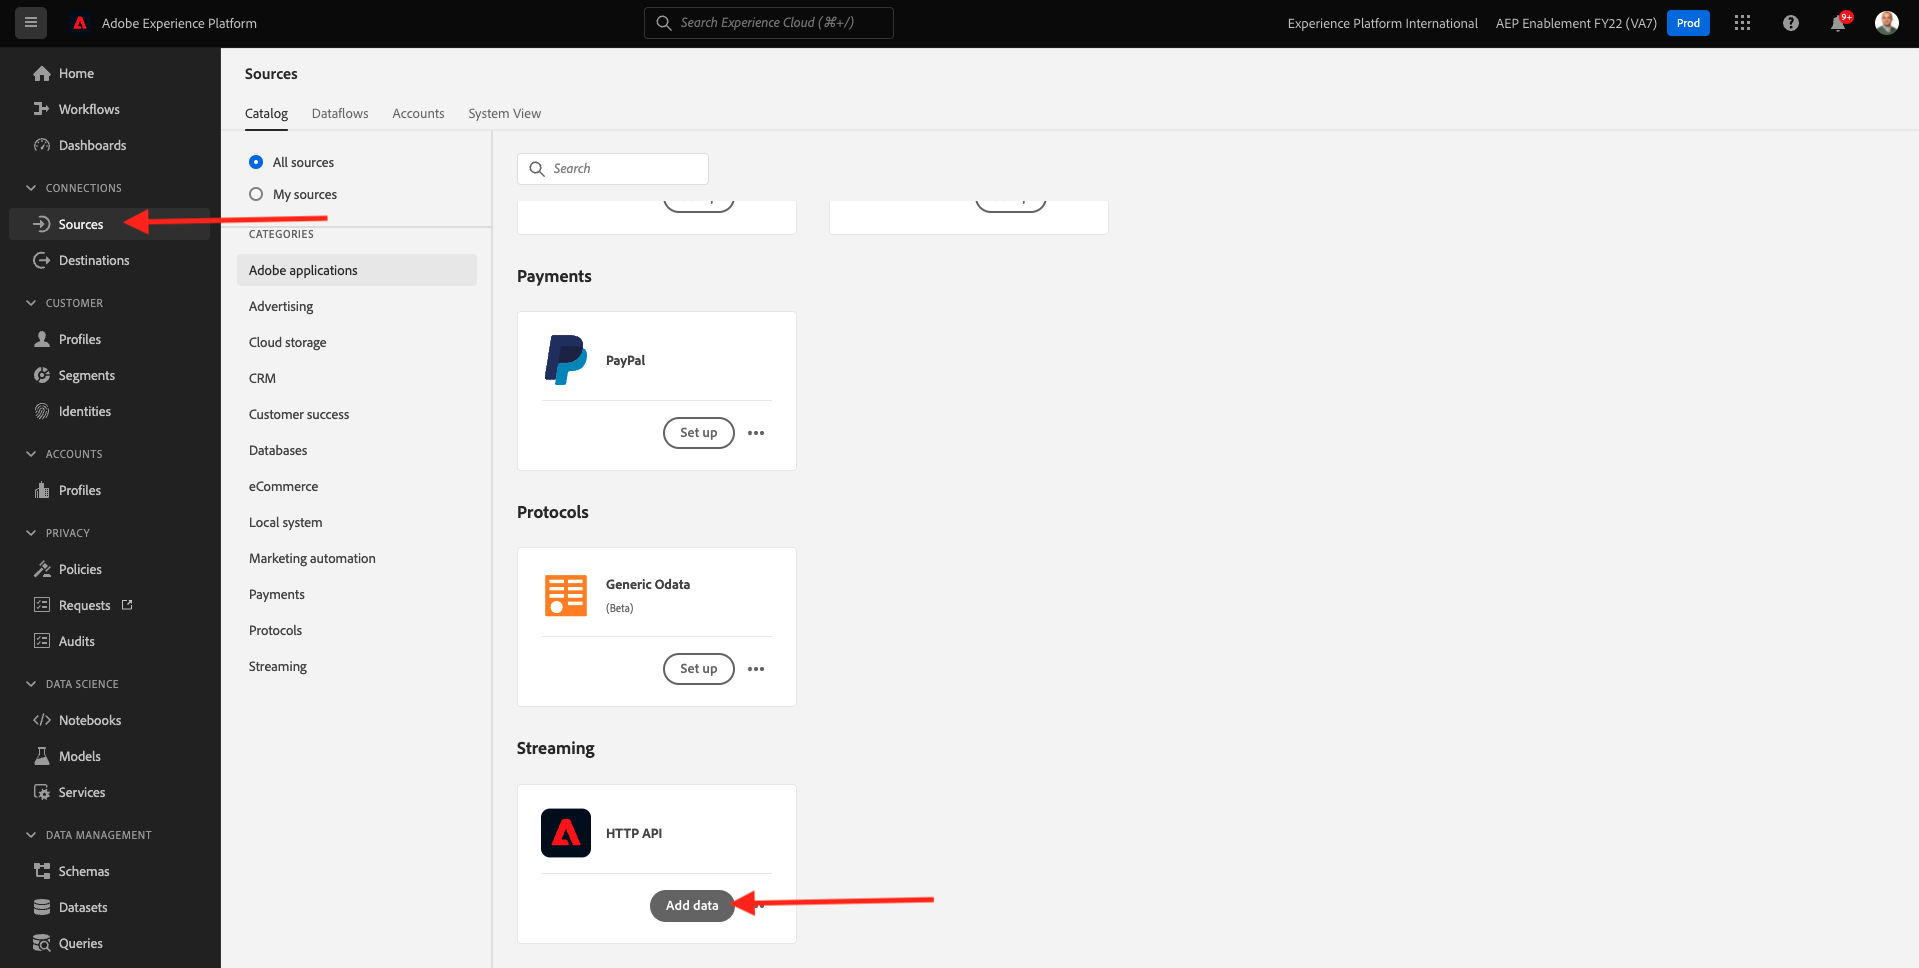 Adobe Experience Platform
Search Experience Cloud (⌘+/)
Experience Platform International
AEP Enablement FY22 (VA7)
Prod
9+
Home
Workflows
Dashboards
CONNECTIONS
Sources
Destinations
CUSTOMER
Profiles
Segments
Identities
ACCOUNTS
Profiles
PRIVACY
Policies
Requests
Audits
DATA SCIENCE
Notebooks
Models
Services
DATA MANAGEMENT
Schemas
Datasets
Queries
Sources
Catalog
Dataflows
Accounts
System View
All sources
My sources
CATEGORIES
Adobe applications
Advertising
Cloud storage
CRM
Customer success
Databases
eCommerce
Local system
Marketing automation
Payments
Protocols
Streaming
Search
Payments
PayPal
Set up
Protocols
Generic Odata
(Beta)
Set up
Streaming
HTTP API
Add data